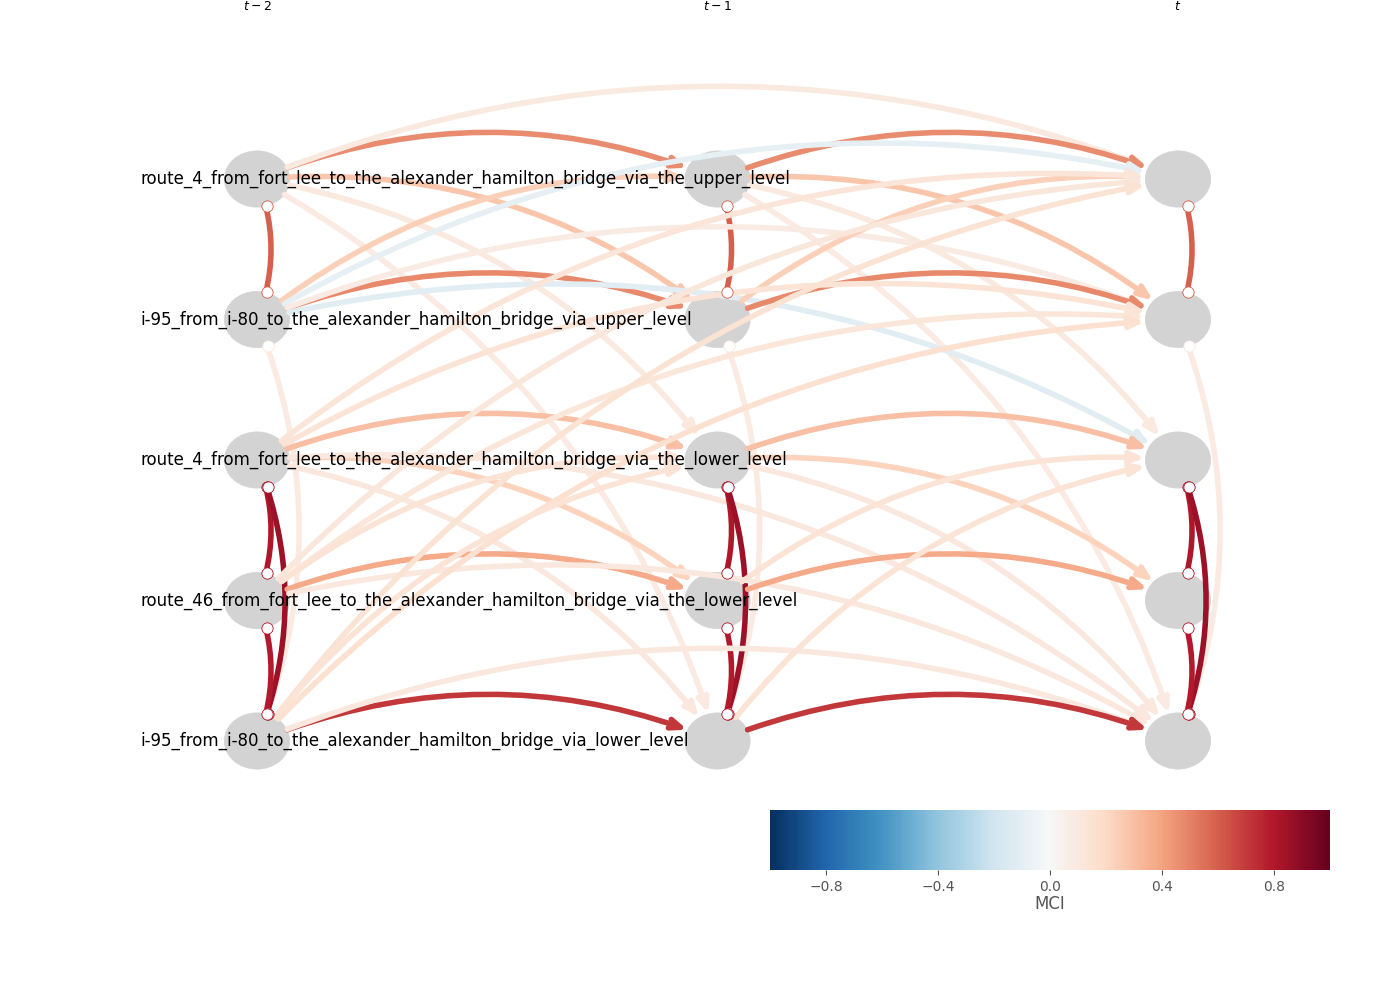 t − 2 t − 1 t
route_4_from_fort_lee_to_the_alexander_hamilton_bridge_via_the_upper_level
i-95_from_i-80_to_the_alexander_hamilton_bridge_via_upper_level
route_4_from_fort_lee_to_the_alexander_hamilton_bridge_via_the_lower_level
route_46_from_fort_lee_to_the_alexander_hamilton_bridge_via_the_lower_level
i-95_from_i-80_to_the_alexander_hamilton_bridge_via_lower_level
−0.8 −0.4 0.0 0.4 0.8
MCI